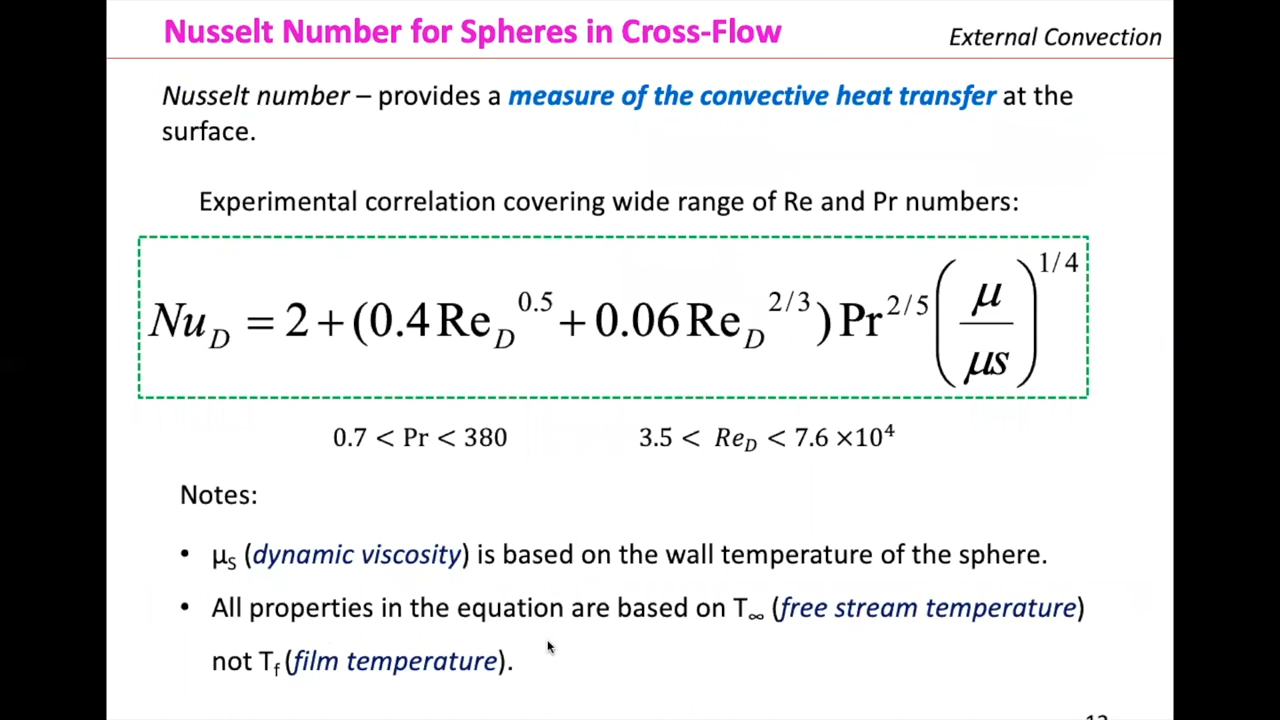 Nusselt Number for Spheres in Cross-Flow
External Convection
Nusselt number – provides a measure of the convective heat transfer at the
surface.
Experimental correlation covering wide range of Re and Pr numbers:
Nu_D = 2 + (0.4 Re_D^0.5 + 0.06 Re_D^2/3) Pr^2/5 (μ/μs)^1/4
0.7 < Pr < 380
3.5 < Re_D < 7.6 ×10⁴
Notes:
• μ_S (dynamic viscosity) is based on the wall temperature of the sphere.
• All properties in the equation are based on T_∞ (free stream temperature)
not T_f (film temperature).